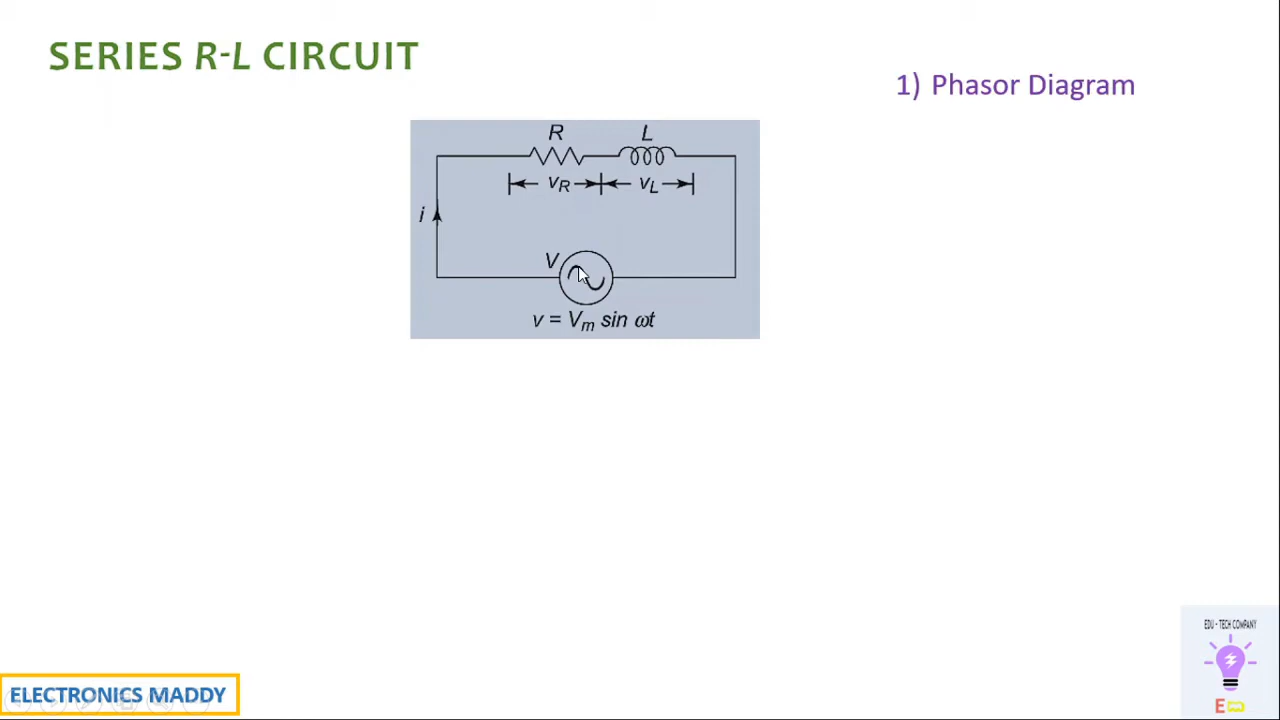 SERIES R-L CIRCUIT
1) Phasor Diagram
R L
vR vL
i
V
v = Vm sin ωt
EDU - TECH COMPANY
E
ELECTRONICS MADDY